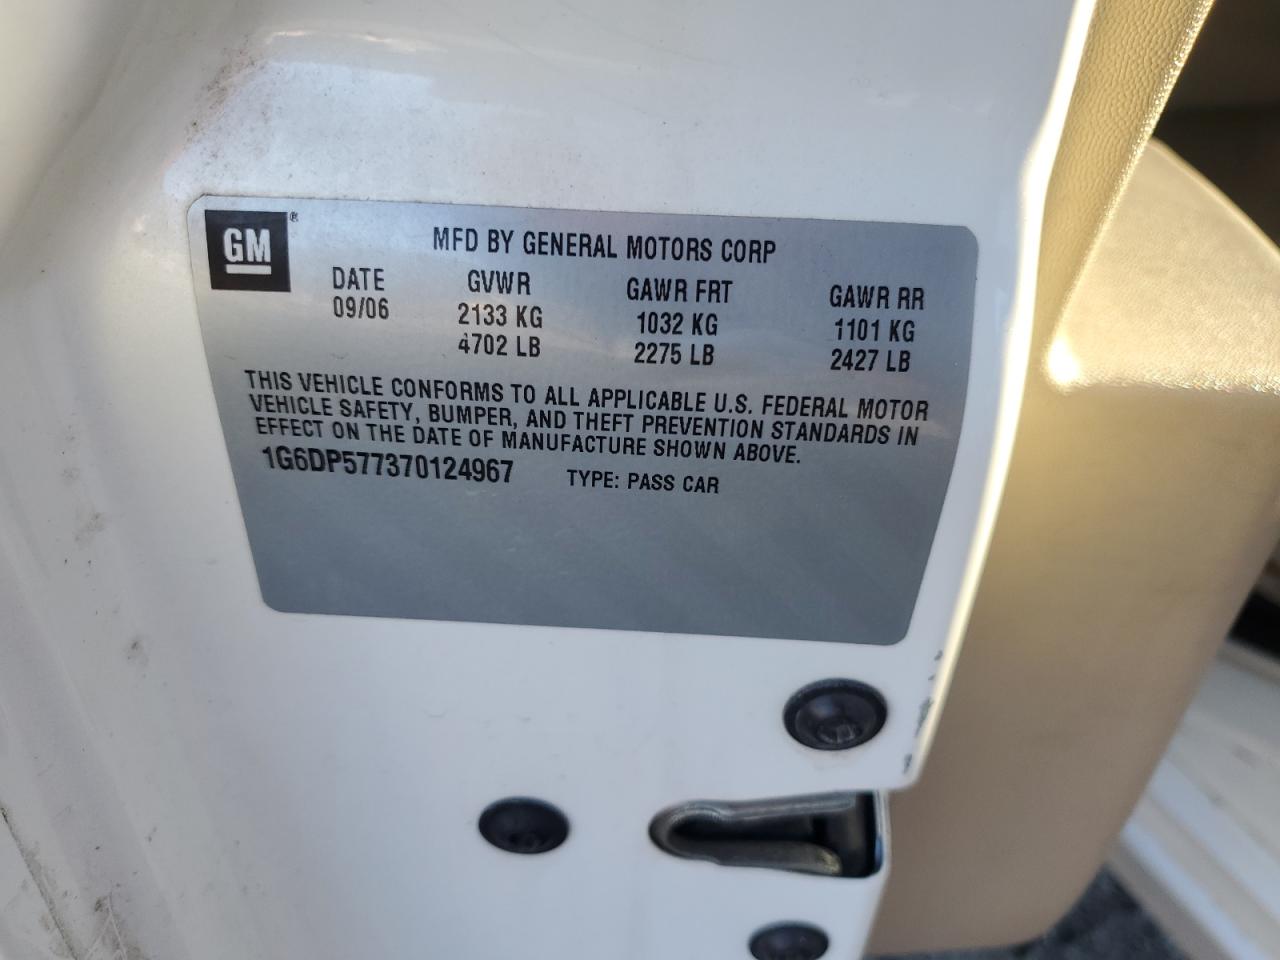 GM®
MFD BY GENERAL MOTORS CORP
DATE GVWR GAWR FRT GAWR RR
09/06 2133 KG 1032 KG 1101 KG
4702 LB 2275 LB 2427 LB
THIS VEHICLE CONFORMS TO ALL APPLICABLE U.S. FEDERAL MOTOR
VEHICLE SAFETY, BUMPER, AND THEFT PREVENTION STANDARDS IN
EFFECT ON THE DATE OF MANUFACTURE SHOWN ABOVE.
1G6DP577370124967 TYPE: PASS CAR